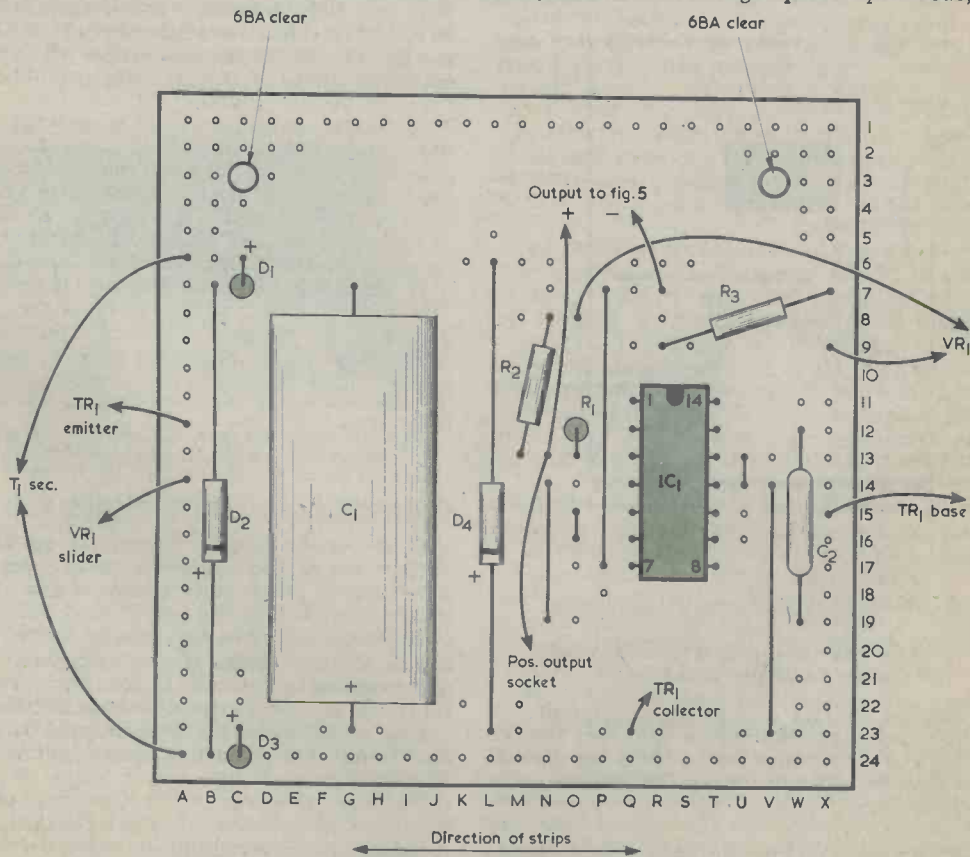 6BA clear
6BA clear
1
2
3
4
5
6
7
8
9
10
11
12
13
14
15
16
17
18
19
20
21
22
23
24
Output to fig.5
+ −
+
D1
R3
VR1
R2
R1
TR1
emitter
T1 sec.
VR1
slider
D2
+
C1
+
D4
+
1 14
IC1
7 8
C2
TR1 base
Pos. output
socket
TR1
collector
+
D3
A B C D E F G H I J K L M N O P Q R S T U V W X
Direction of strips